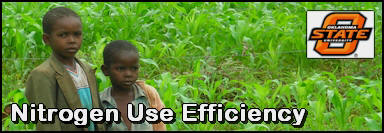 OKLAHOMA
STATE
UNIVERSITY
Nitrogen Use Efficiency